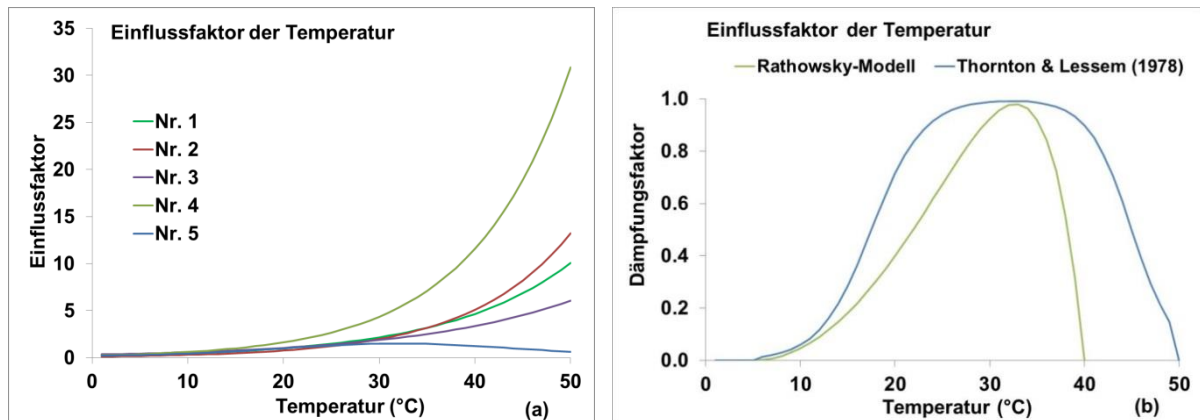 Einflussfaktor der Temperatur
Einflussfaktor
35
30
25
20
15
10
5
0
Nr. 1
Nr. 2
Nr. 3
Nr. 4
Nr. 5
0 10 20 30 40 50
Temperatur (°C)
(a)
Einflussfaktor der Temperatur
Rathowsky-Modell Thornton & Lessem (1978)
Dämpfungsfaktor
1.0
0.8
0.6
0.4
0.2
0.0
0 10 20 30 40 50
Temperatur (°C)
(b)